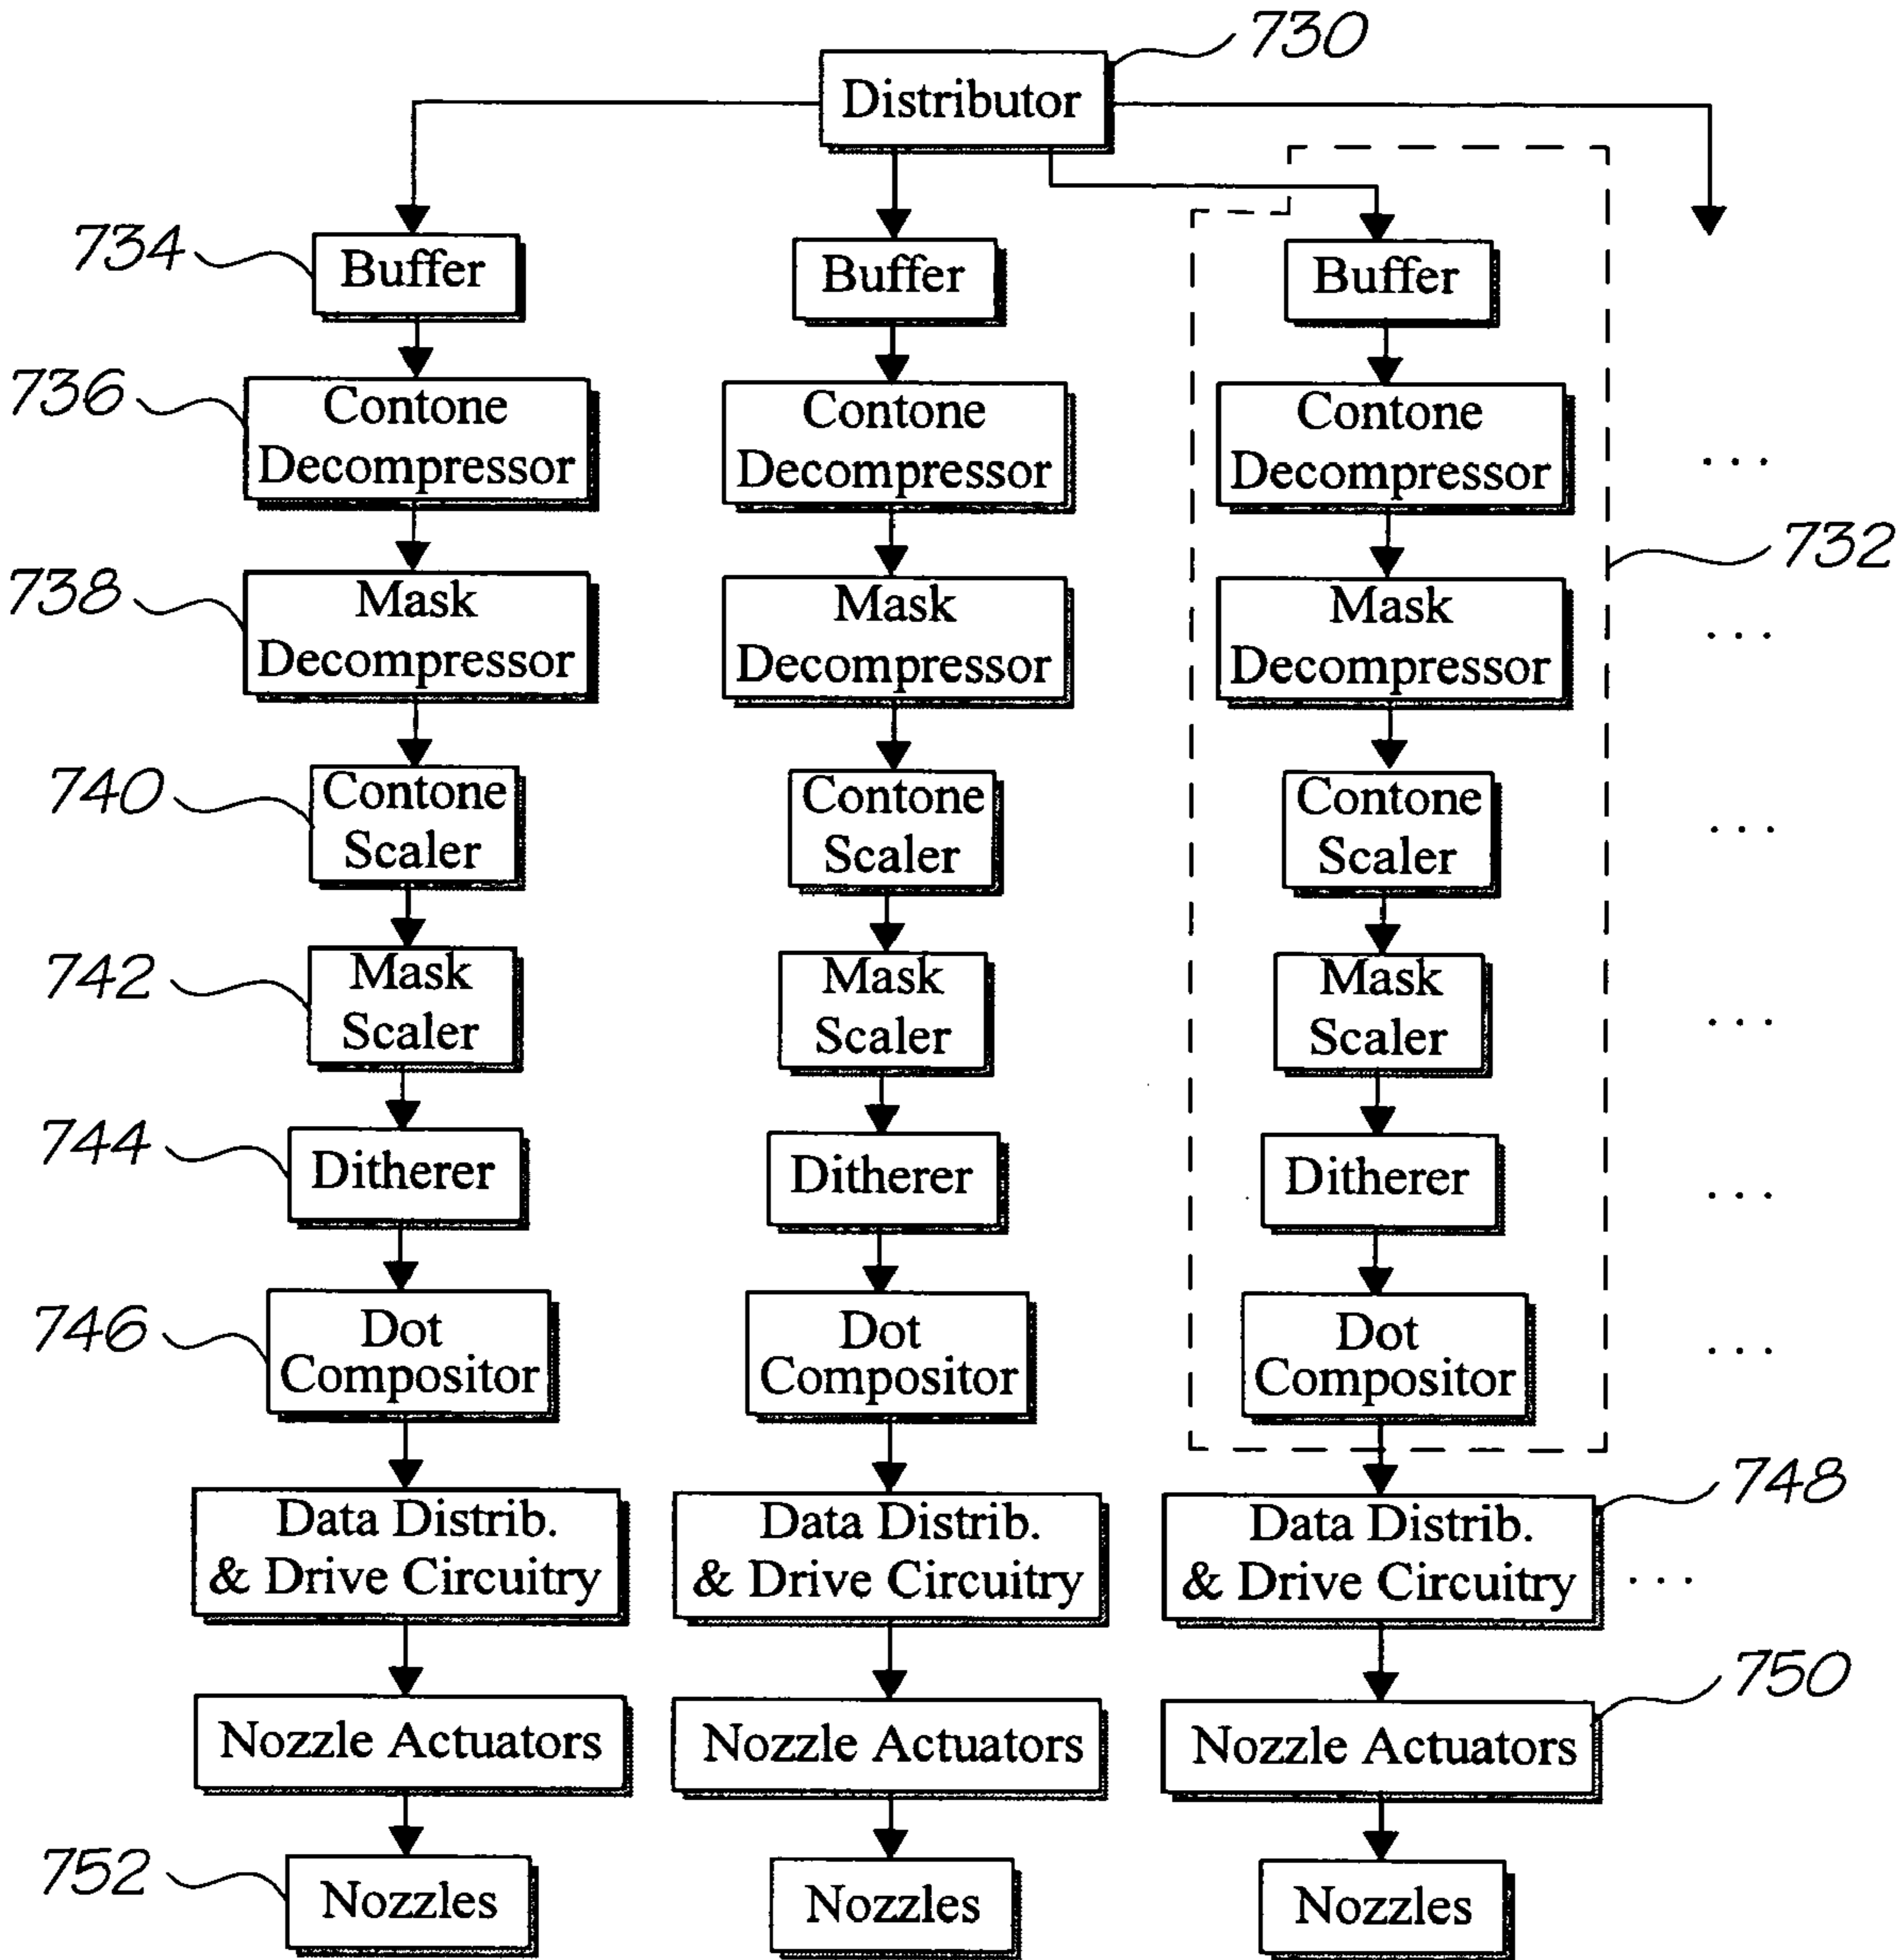 730
Distributor
734
Buffer
Buffer
Buffer
736
Contone
Decompressor
Contone
Decompressor
Contone
Decompressor
...
732
738
Mask
Decompressor
Mask
Decompressor
Mask
Decompressor
...
740
Contone
Scaler
Contone
Scaler
Contone
Scaler
...
742
Mask
Scaler
Mask
Scaler
Mask
Scaler
...
744
Ditherer
Ditherer
Ditherer
...
746
Dot
Compositor
Dot
Compositor
Dot
Compositor
...
748
Data Distrib.
& Drive Circuitry
Data Distrib.
& Drive Circuitry
Data Distrib.
& Drive Circuitry
...
750
Nozzle Actuators
Nozzle Actuators
Nozzle Actuators
752
Nozzles
Nozzles
Nozzles